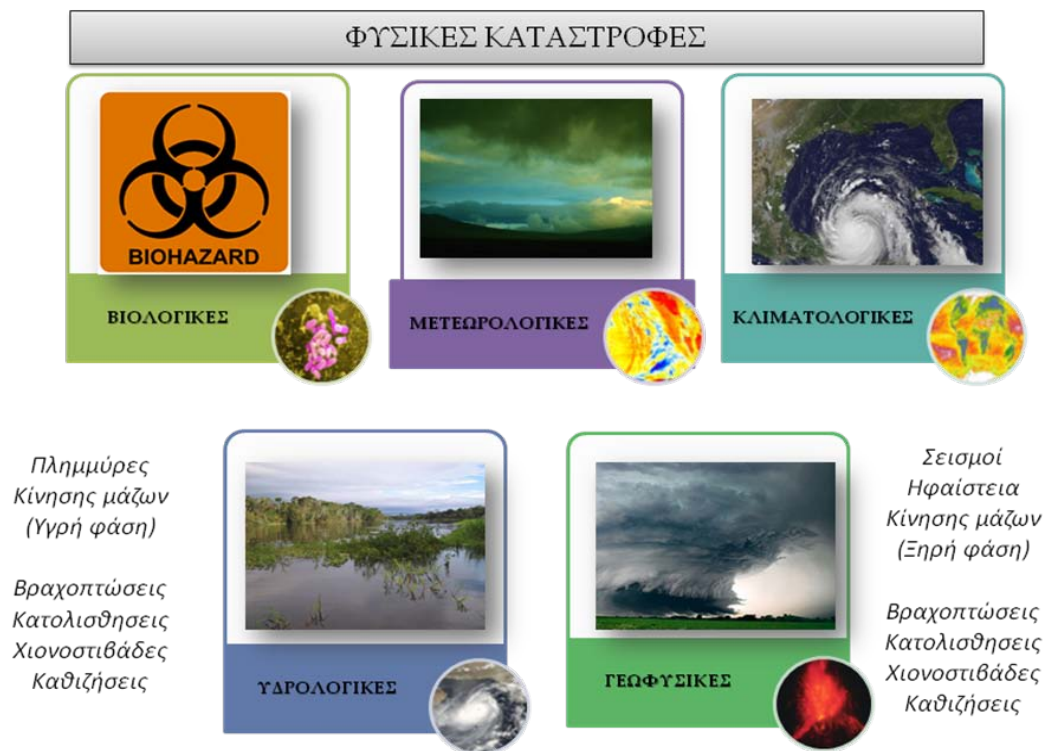 ΦΥΣΙΚΕΣ ΚΑΤΑΣΤΡΟΦΕΣ
BIOHAZARD
ΒΙΟΛΟΓΙΚΕΣ
ΜΕΤΕΩΡΟΛΟΓΙΚΕΣ
ΚΛΙΜΑΤΟΛΟΓΙΚΕΣ
Πλημμύρες
Κίνησης μάζων
(Υγρή φάση)
Βραχοπτώσεις
Κατολισθησεις
Χιονοστιβάδες
Καθιζήσεις
ΥΔΡΟΛΟΓΙΚΕΣ
ΓΕΩΦΥΣΙΚΕΣ
Σεισμοί
Ηφαίστεια
Κίνησης μάζων
(Ξηρή φάση)
Βραχοπτώσεις
Κατολισθησεις
Χιονοστιβάδες
Καθιζήσεις